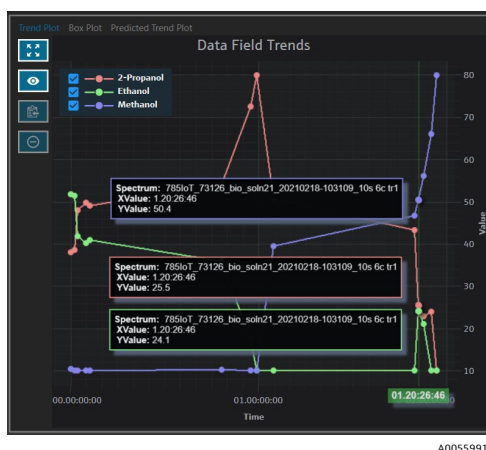 Trend Plot Box Plot Predicted Trend Plot
Data Field Trends
2-Propanol
Ethanol
Methanol
80
70
60
50
40
30
20
10
Value
Spectrum: 785IoT_73126_bio_soln21_20210218-103109_10s 6c tr1
XValue: 1.20:26:46
YValue: 50.4
Spectrum: 785IoT_73126_bio_soln21_20210218-103109_10s 6c tr1
XValue: 1.20:26:46
YValue: 25.5
Spectrum: 785IoT_73126_bio_soln21_20210218-103109_10s 6c tr1
XValue: 1.20:26:46
YValue: 24.1
00.00:00:00 01.00:00:00 01.20:26:46
Time
A0055991